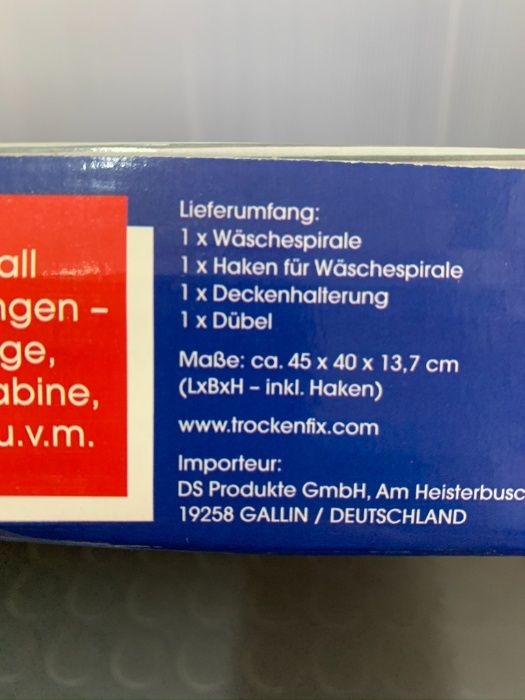 all
ngen –
ge,
abine,
u.v.m.
Lieferumfang:
1 x Wäschespirale
1 x Haken für Wäschespirale
1 x Deckenhalterung
1 x Dübel
Maße: ca. 45 x 40 x 13,7 cm
(LxBxH – inkl. Haken)
www.trockenfix.com
Importeur:
DS Produkte GmbH, Am Heisterbusc
19258 GALLIN / DEUTSCHLAND